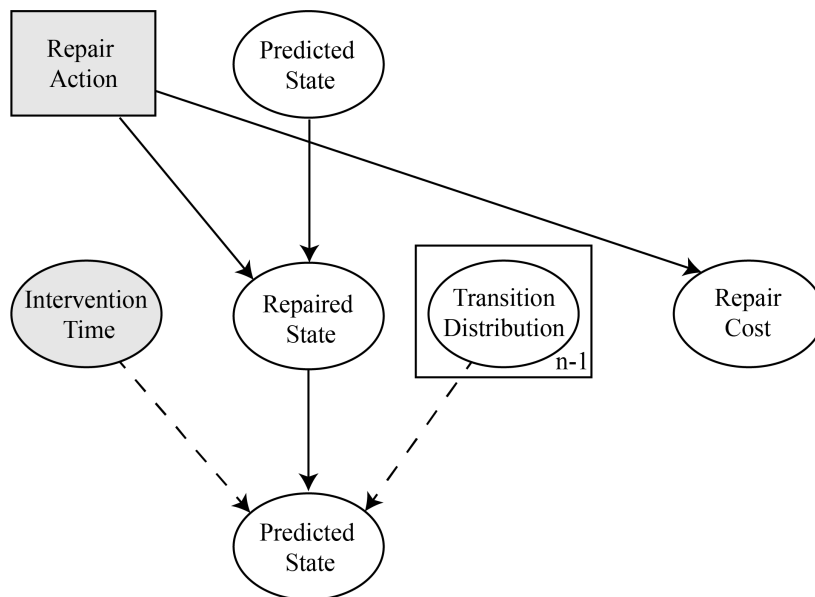 Repair
Action
Predicted
State
Intervention
Time
Repaired
State
Transition
Distribution
n-1
Repair
Cost
Predicted
State